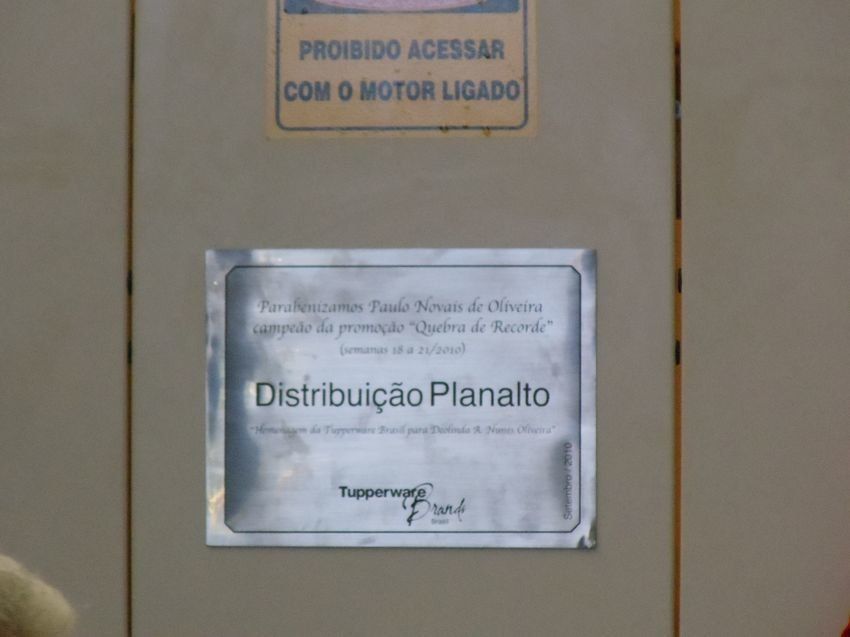 PROIBIDO ACESSAR
COM O MOTOR LIGADO
Parabenizamos Paulo Novais de Oliveira
campeão da promoção "Quebra de Recorde"
(semanas 18 a 21/2010)
Distribuição Planalto
"Homenagem da Tupperware Brasil para Deolinda R. Nunes Oliveira"
Setembro / 2010
Tupperware
Brands
Brasil